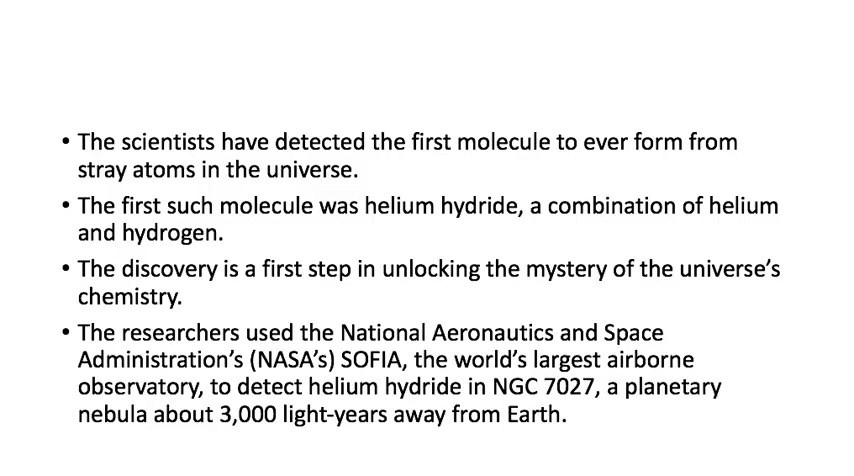 • The scientists have detected the first molecule to ever form from
stray atoms in the universe.
• The first such molecule was helium hydride, a combination of helium
and hydrogen.
• The discovery is a first step in unlocking the mystery of the universe’s
chemistry.
• The researchers used the National Aeronautics and Space
Administration’s (NASA’s) SOFIA, the world’s largest airborne
observatory, to detect helium hydride in NGC 7027, a planetary
nebula about 3,000 light-years away from Earth.